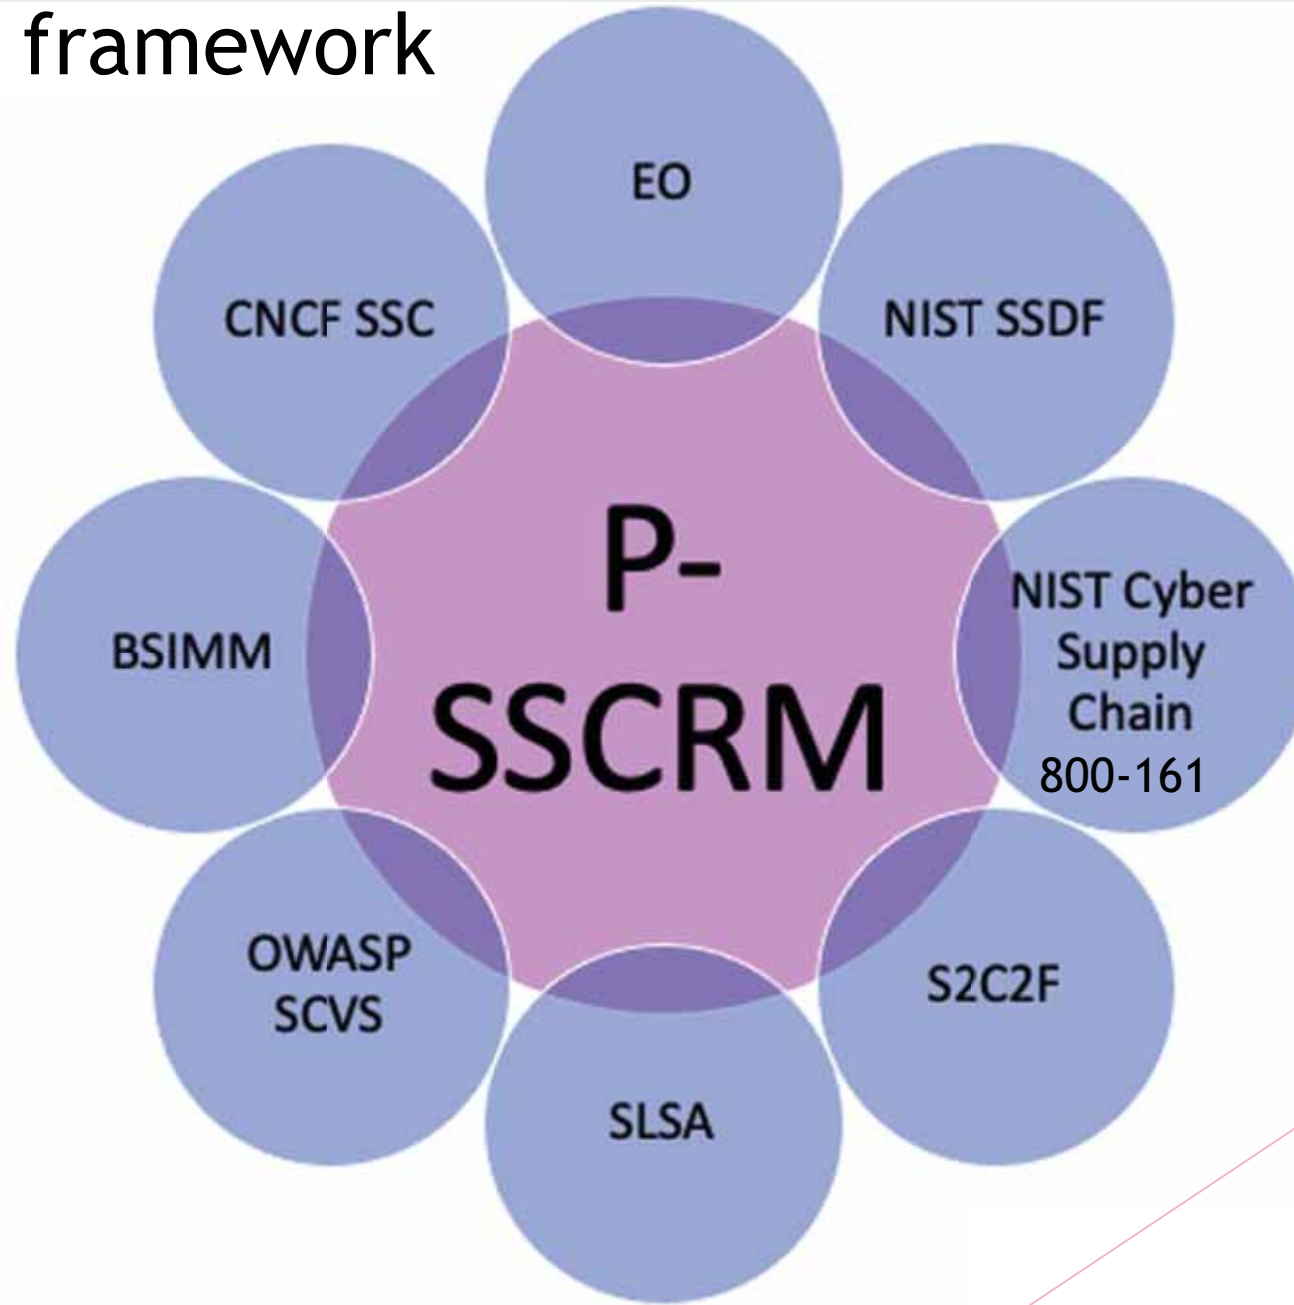 framework
EO
CNCF SSC
NIST SSDF
P-
SSCRM
BSIMM
NIST Cyber
Supply
Chain
800-161
OWASP
SCVS
S2C2F
SLSA